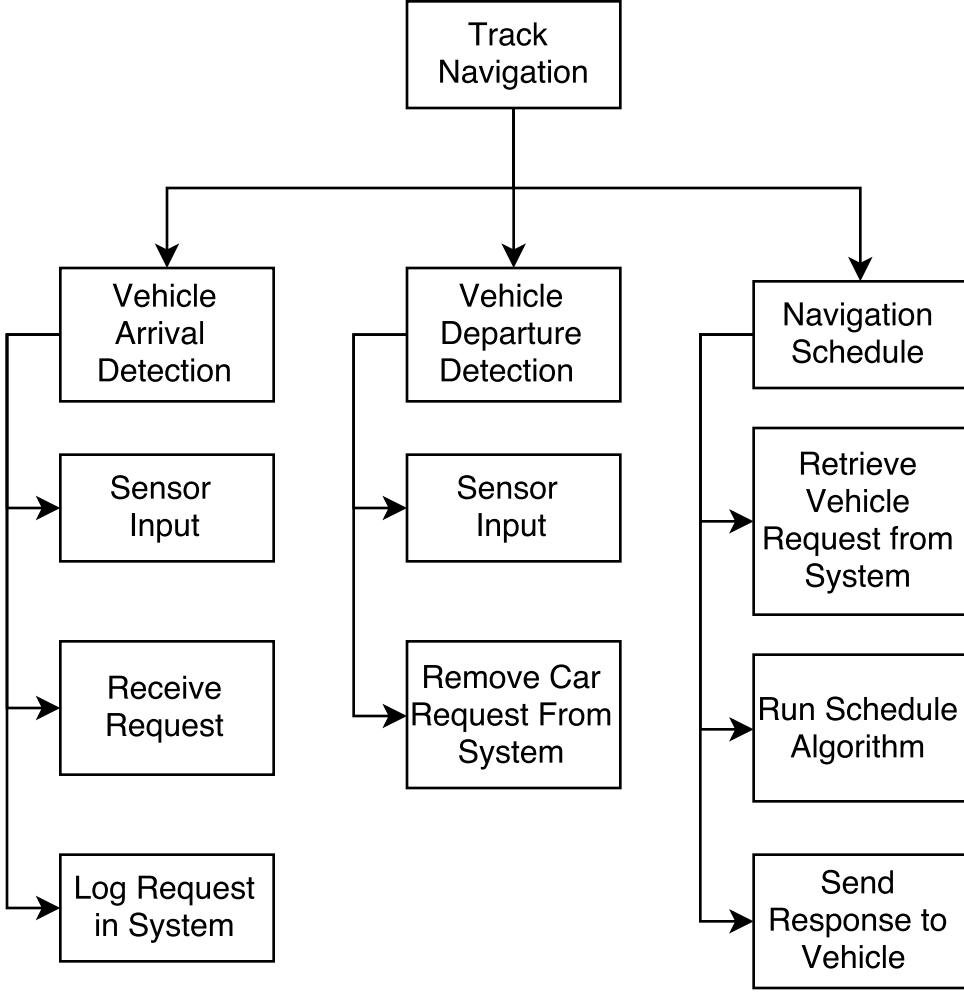 Track
Navigation
Vehicle
Arrival
Detection
Sensor
Input
Receive
Request
Log Request
in System
Vehicle
Departure
Detection
Sensor
Input
Remove Car
Request From
System
Navigation
Schedule
Retrieve
Vehicle
Request from
System
Run Schedule
Algorithm
Send
Response to
Vehicle